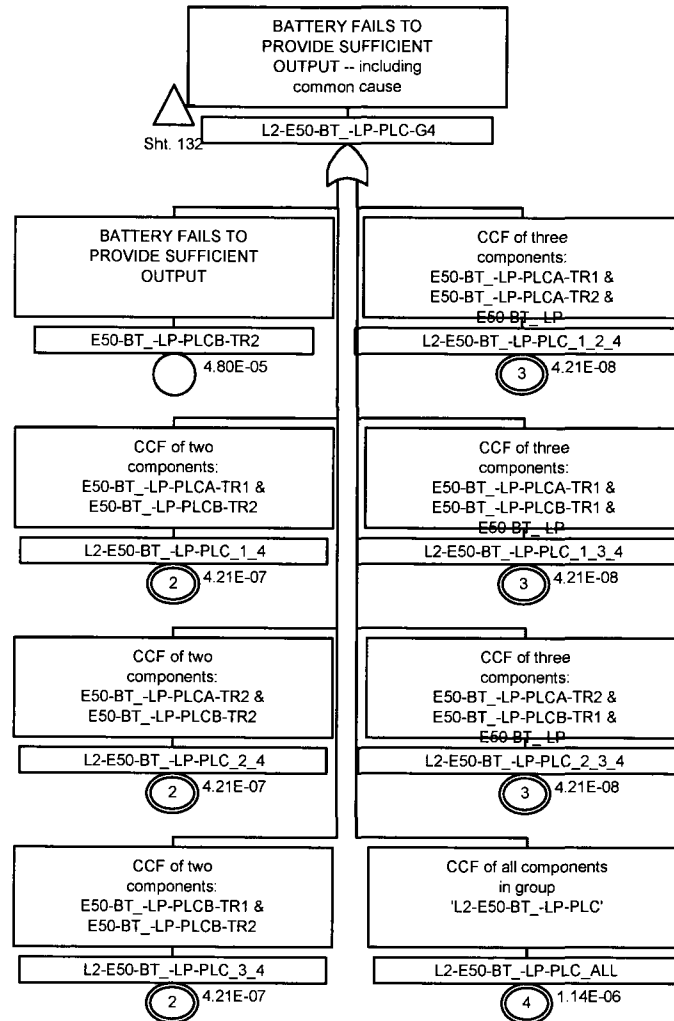 BATTERY FAILS TO
PROVIDE SUFFICIENT
OUTPUT -- including
common cause
Sht. 132
L2-E50-BT_-LP-PLC-G4
BATTERY FAILS TO
PROVIDE SUFFICIENT
OUTPUT
E50-BT_-LP-PLCB-TR2
4.80E-05
CCF of three
components:
E50-BT_-LP-PLCA-TR1 &
E50-BT_-LP-PLCA-TR2 &
E50-BT_-LP
L2-E50-BT_-LP-PLC_1_2_4
3
4.21E-08
CCF of two
components:
E50-BT_-LP-PLCA-TR1 &
E50-BT_-LP-PLCB-TR2
L2-E50-BT_-LP-PLC_1_4
2
4.21E-07
CCF of three
components:
E50-BT_-LP-PLCA-TR1 &
E50-BT_-LP-PLCB-TR1 &
E50-BT_-LP
L2-E50-BT_-LP-PLC_1_3_4
3
4.21E-08
CCF of two
components:
E50-BT_-LP-PLCA-TR2 &
E50-BT_-LP-PLCB-TR2
L2-E50-BT_-LP-PLC_2_4
2
4.21E-07
CCF of three
components:
E50-BT_-LP-PLCA-TR2 &
E50-BT_-LP-PLCB-TR1 &
E50-BT_-LP
L2-E50-BT_-LP-PLC_2_3_4
3
4.21E-08
CCF of two
components:
E50-BT_-LP-PLCB-TR1 &
E50-BT_-LP-PLCB-TR2
L2-E50-BT_-LP-PLC_3_4
2
4.21E-07
CCF of all components
in group
'L2-E50-BT_-LP-PLC'
L2-E50-BT_-LP-PLC_ALL
4
1.14E-06